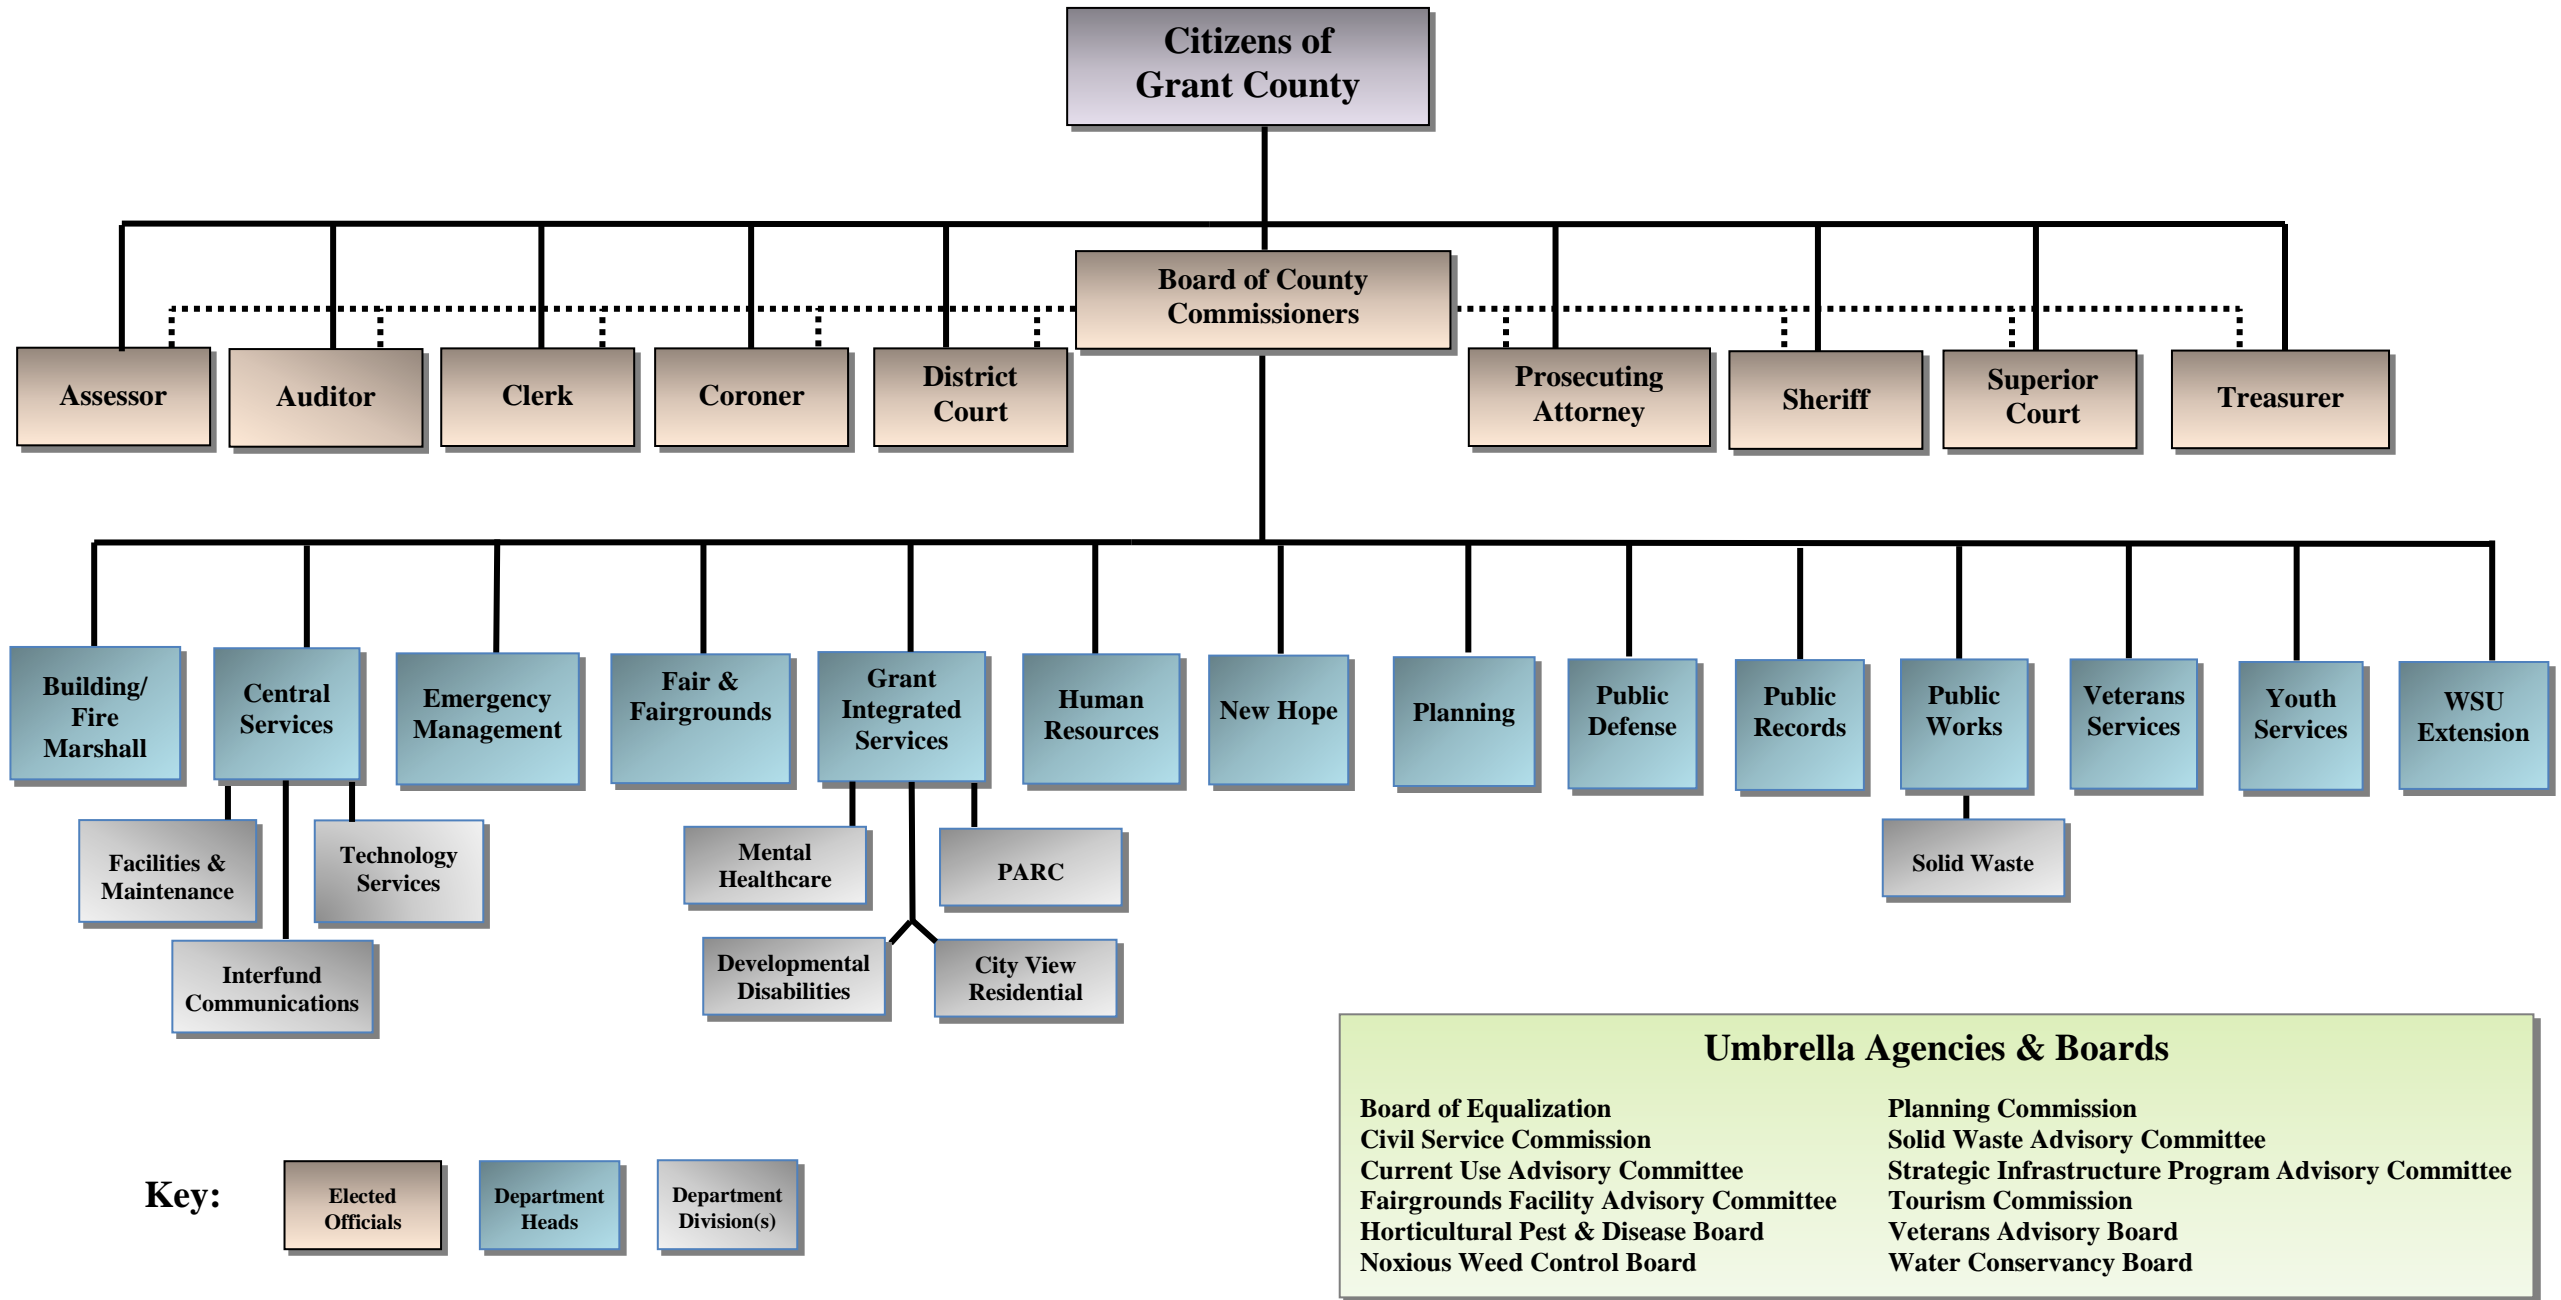 Citizens of
Grant County
Board of County
Commissioners
Assessor
Auditor
Clerk
Coroner
District
Court
Prosecuting
Attorney
Sheriff
Superior
Court
Treasurer
Building/
Fire
Marshall
Central
Services
Emergency
Management
Fair &
Fairgrounds
Grant
Integrated
Services
Human
Resources
New Hope
Planning
Public
Defense
Public
Records
Public
Works
Veterans
Services
Youth
Services
WSU
Extension
Facilities &
Maintenance
Technology
Services
Interfund
Communications
Mental
Healthcare
PARC
Developmental
Disabilities
City View
Residential
Solid Waste
Umbrella Agencies & Boards
Board of Equalization
Civil Service Commission
Current Use Advisory Committee
Fairgrounds Facility Advisory Committee
Horticultural Pest & Disease Board
Noxious Weed Control Board
Planning Commission
Solid Waste Advisory Committee
Strategic Infrastructure Program Advisory Committee
Tourism Commission
Veterans Advisory Board
Water Conservancy Board
Key:
Elected
Officials
Department
Heads
Department
Division(s)